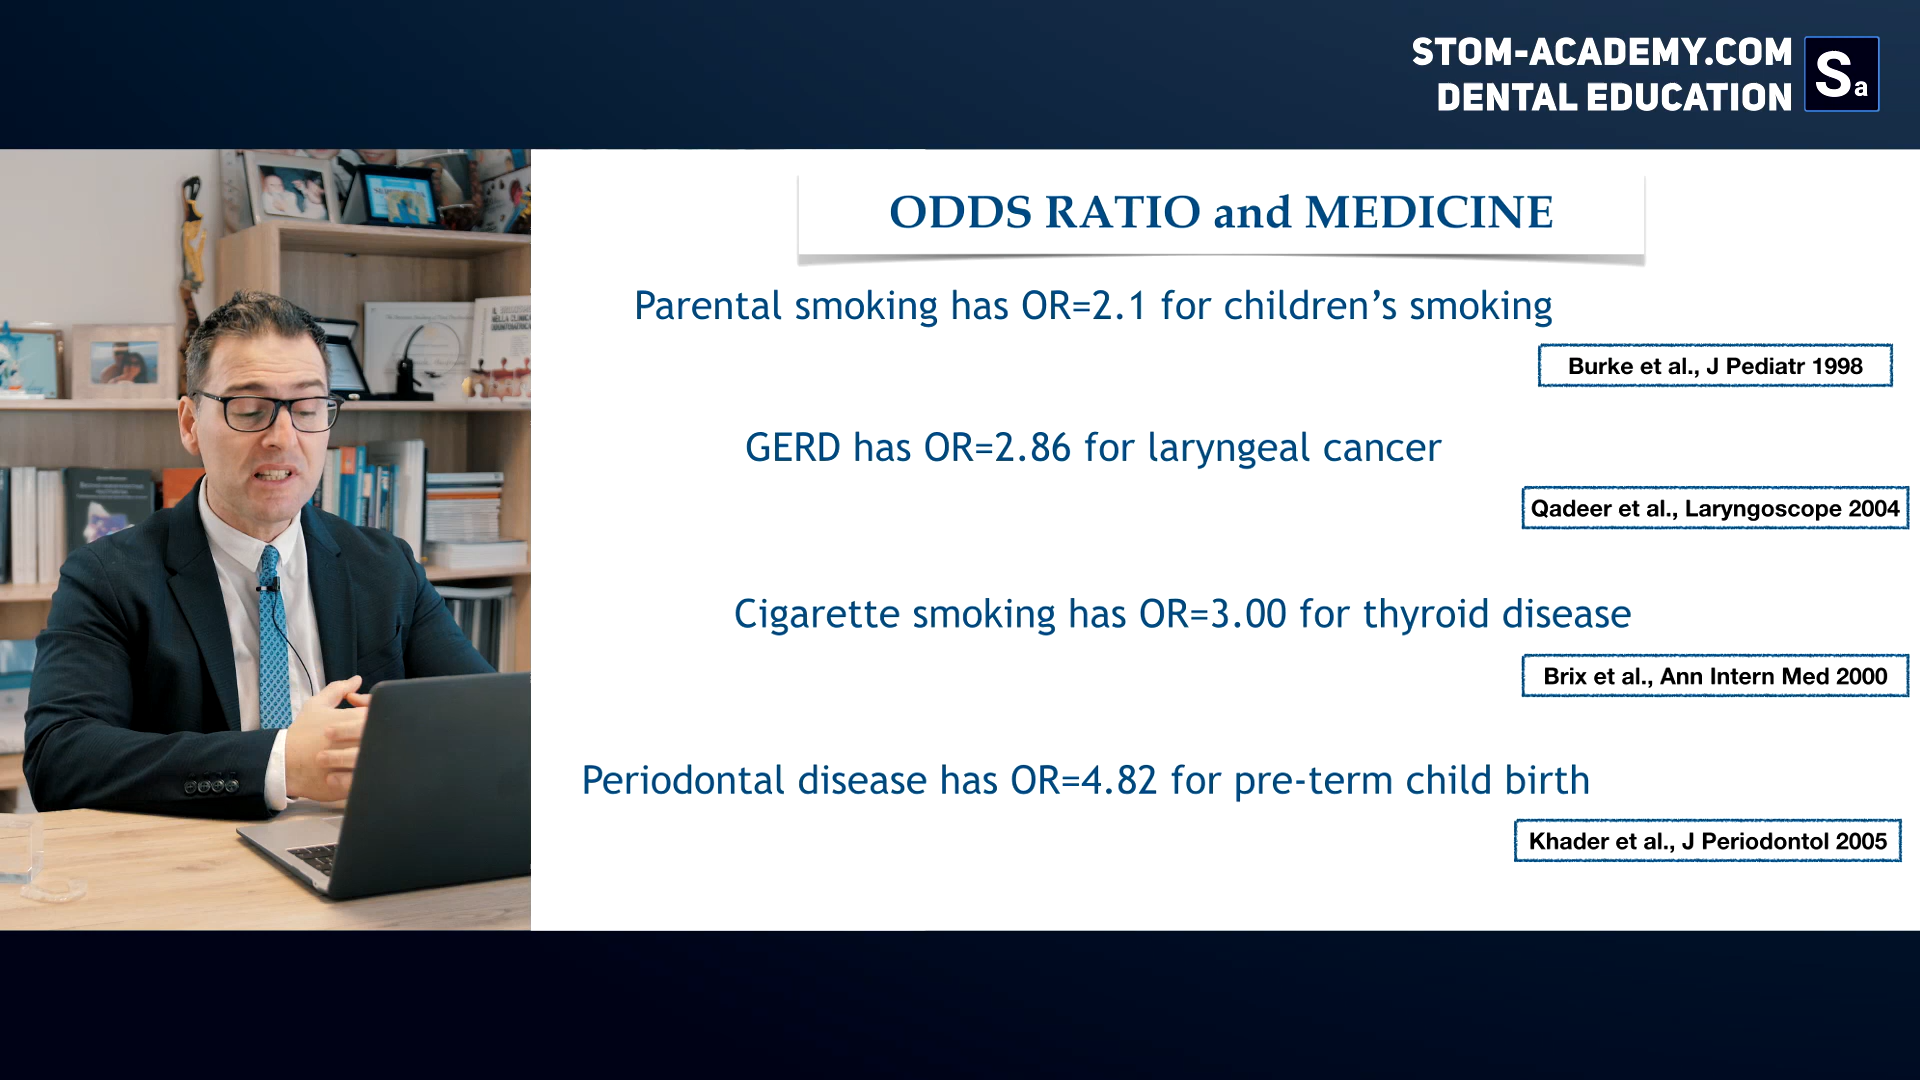 STOM-ACADEMY.COM
DENTAL EDUCATION
Sa
ODDS RATIO and MEDICINE
Parental smoking has OR=2.1 for children’s smoking
Burke et al., J Pediatr 1998
GERD has OR=2.86 for laryngeal cancer
Qadeer et al., Laryngoscope 2004
Cigarette smoking has OR=3.00 for thyroid disease
Brix et al., Ann Intern Med 2000
Periodontal disease has OR=4.82 for pre-term child birth
Khader et al., J Periodontol 2005